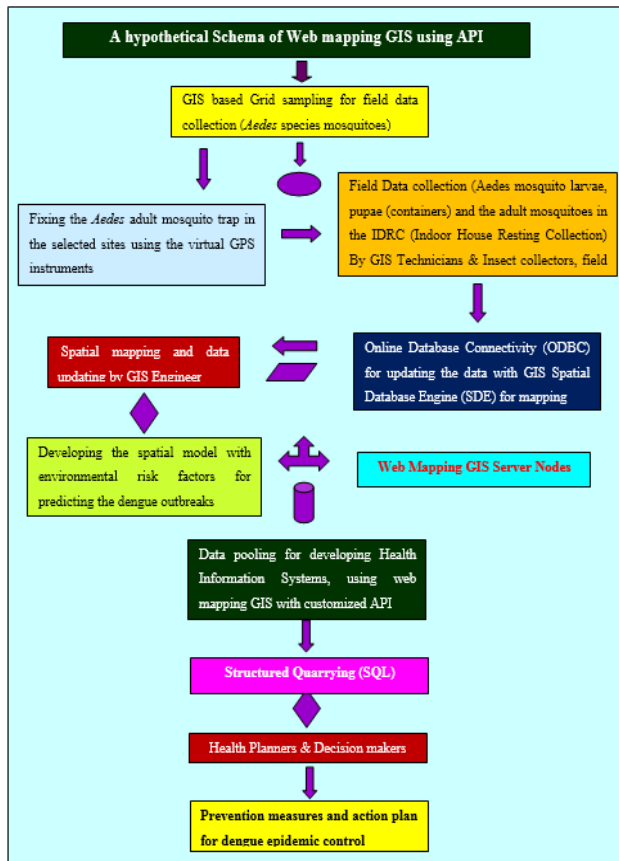 A hypothetical Schema of Web mapping GIS using API
GIS based Grid sampling for field data
collection (Aedes species mosquitoes)
Fixing the Aedes adult mosquito trap in
the selected sites using the virtual GPS
instruments
Field Data collection (Aedes mosquito larvae,
pupae (containers) and the adult mosquitoes in
the IDRC (Indoor House Resting Collection)
By GIS Technicians & Insect collectors, field
Spatial mapping and data
updating by GIS Engineer
Online Database Connectivity (ODBC)
for updating the data with GIS Spatial
Database Engine (SDE) for mapping
Developing the spatial model with
environmental risk factors for
predicting the dengue outbreaks
Web Mapping GIS Server Nodes
Data pooling for developing Health
Information Systems, using web
mapping GIS with customized API
Structured Quarrying (SQL)
Health Planners & Decision makers
Prevention measures and action plan
for dengue epidemic control